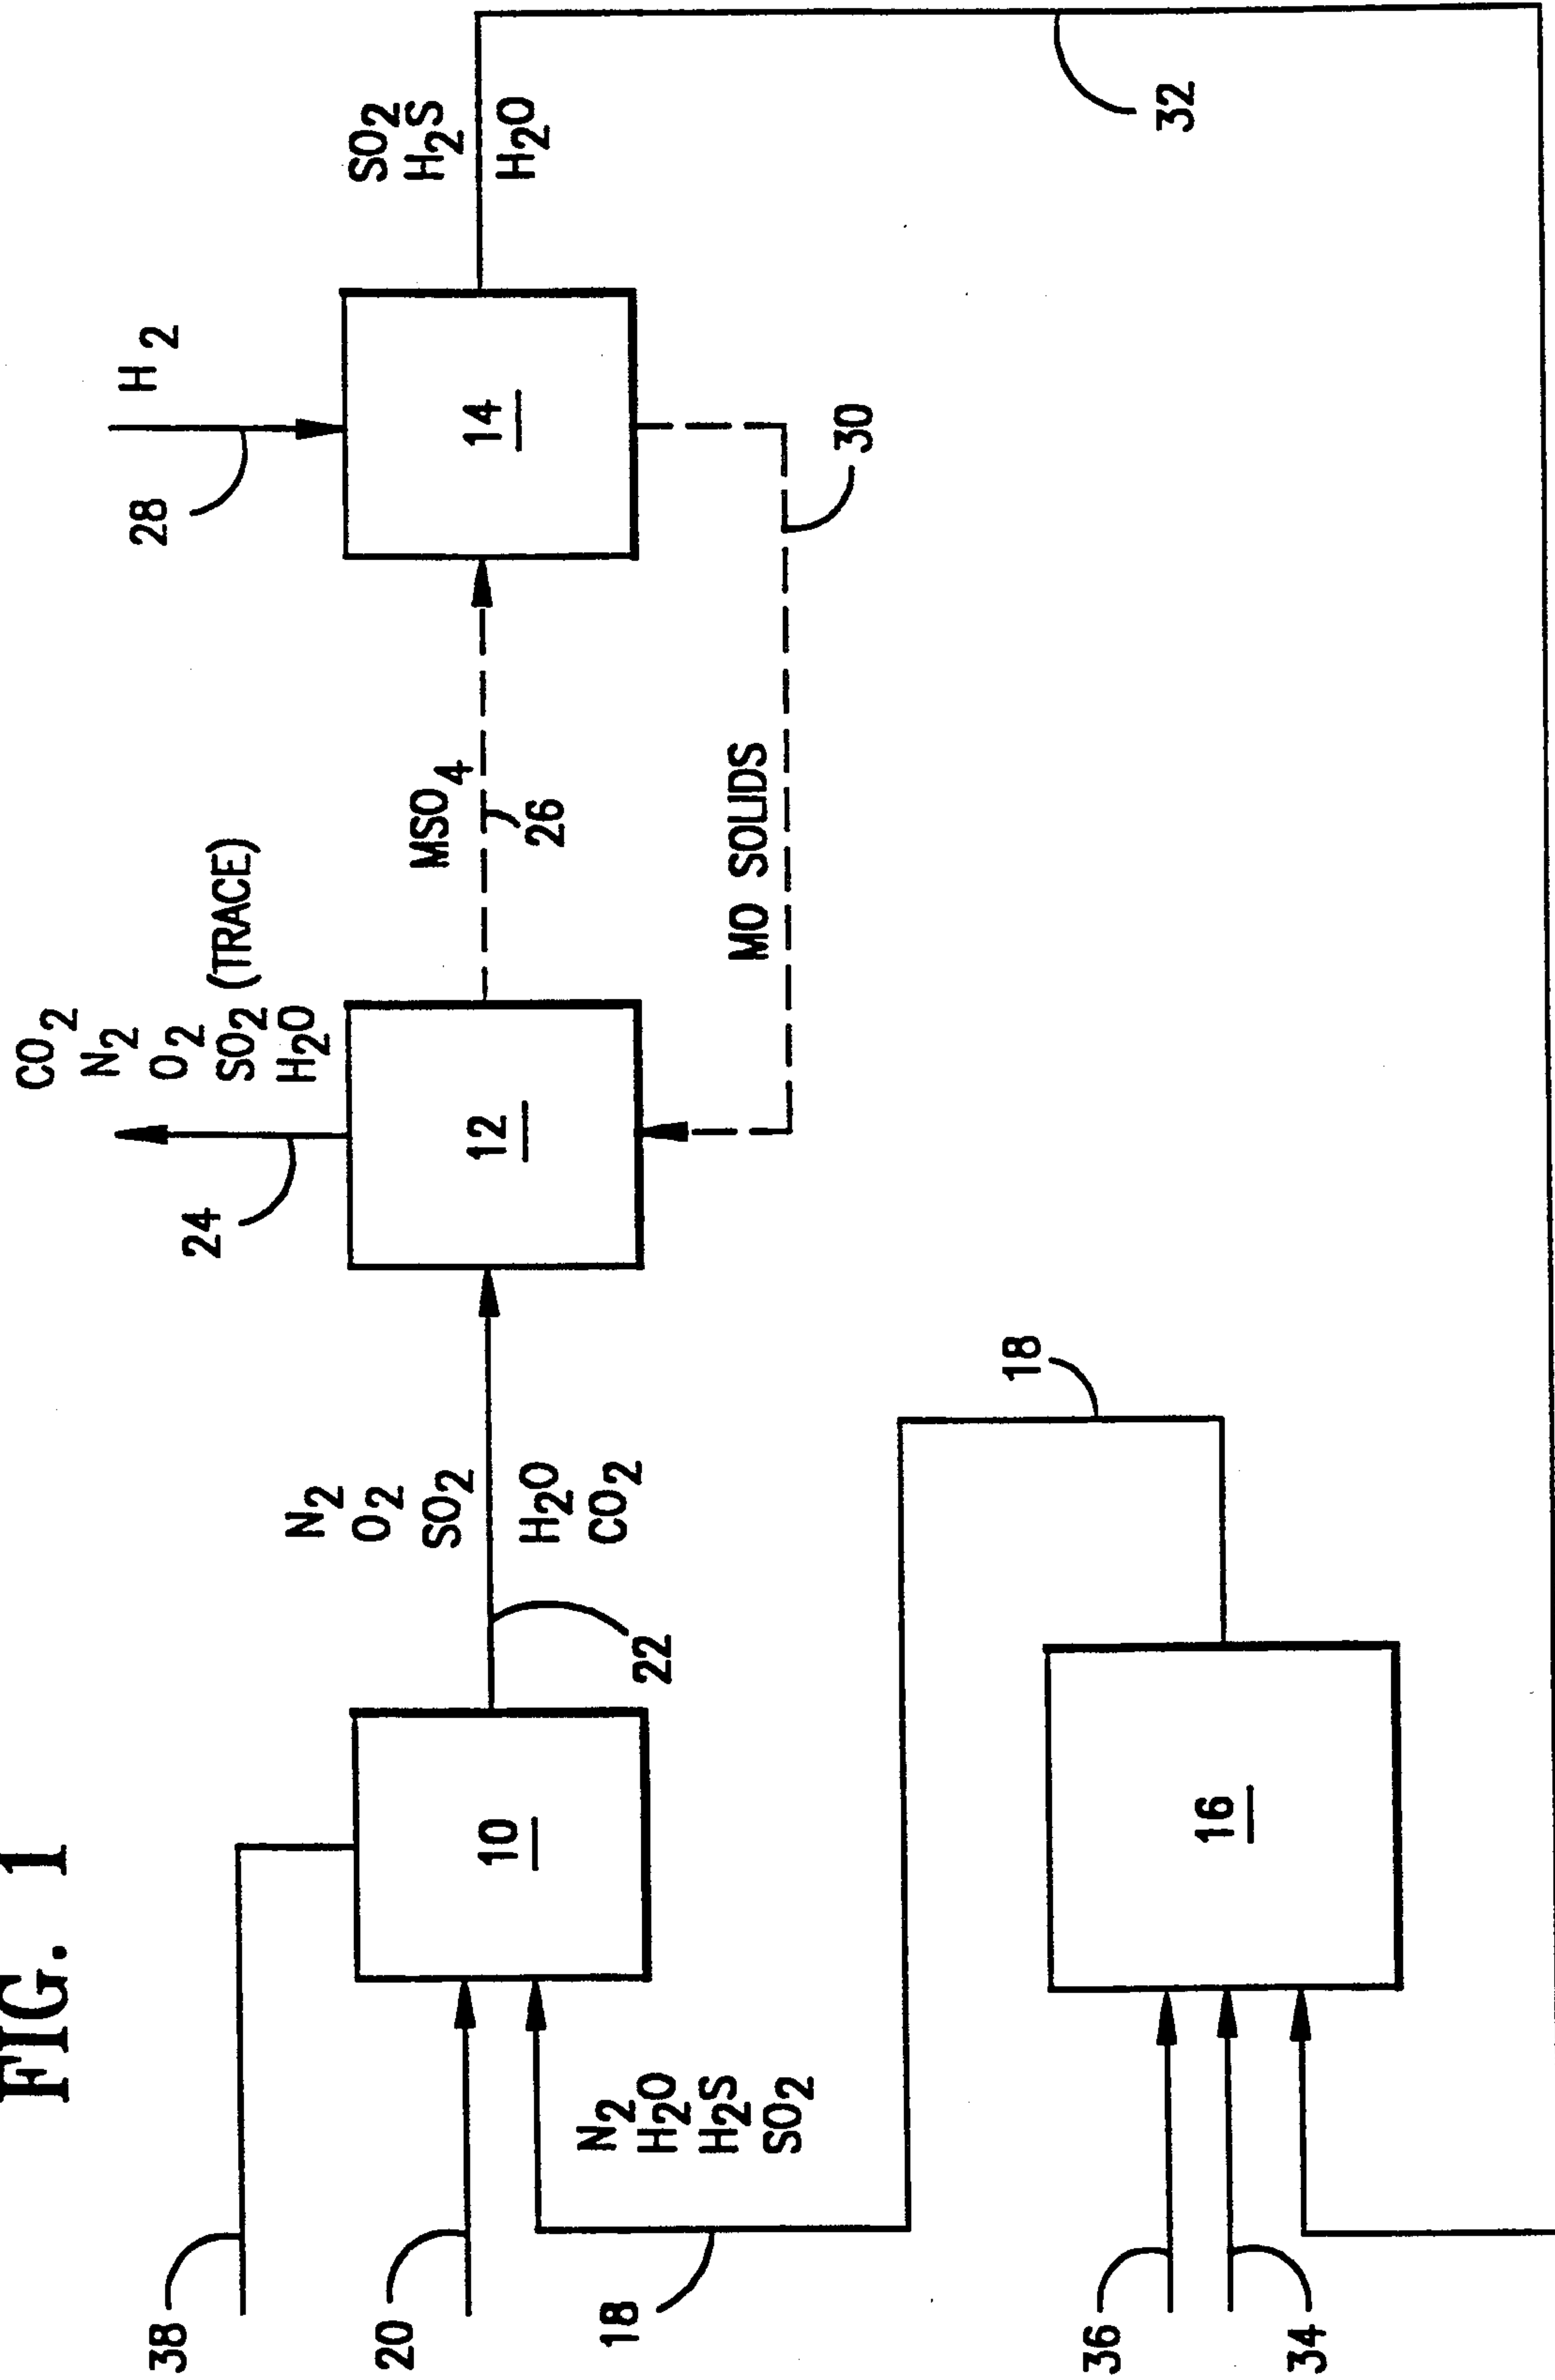 FIG. 1
CO2
N2
O2
SO2 (TRACE)
H2O
24
28
H2
38
20
10
N2
O2
SO2
H2O
CO2
22
12
MSO4
26
14
SO2
H2S
H2O
MO SOLIDS
30
32
18
N2
H2O
H2S
SO2
18
36
34
16